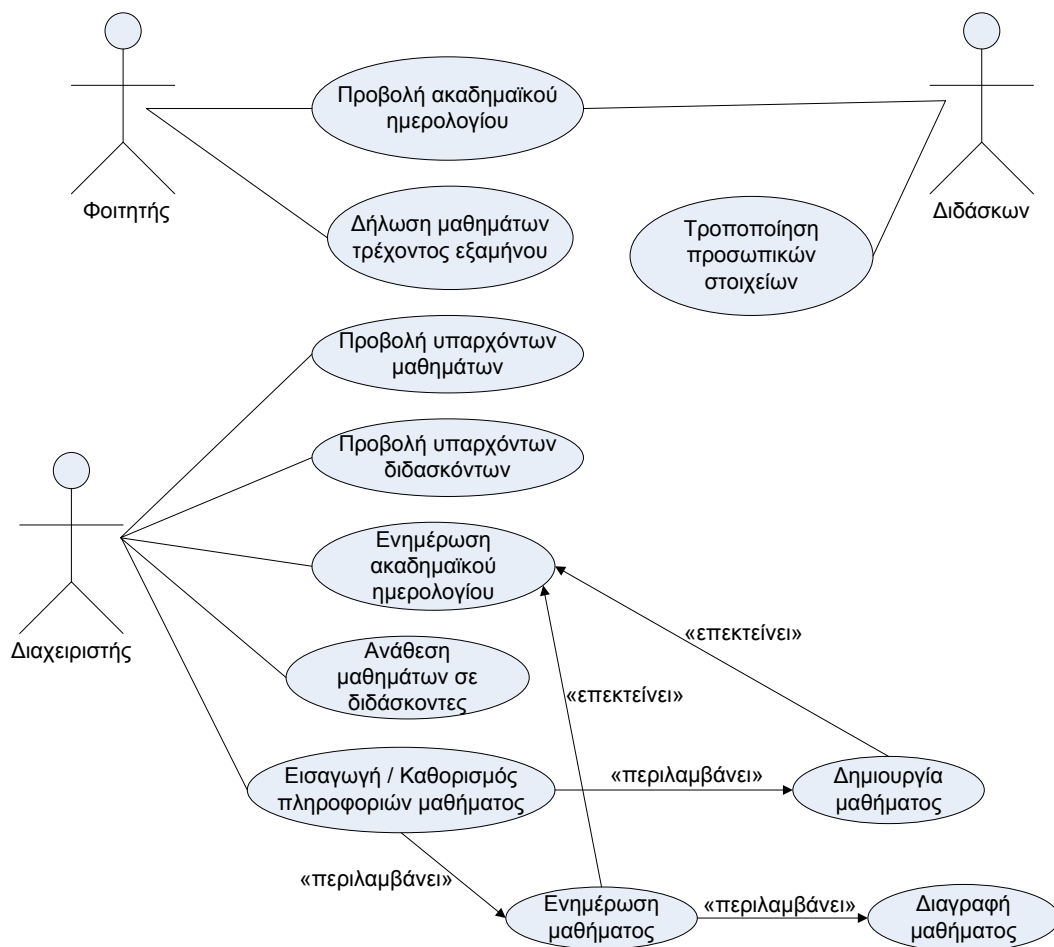 Προβολή ακαδημαϊκού
ημερολογίου
Φοιτητής
Διδάσκων
Δήλωση μαθημάτων
τρέχοντος εξαμήνου
Τροποποίηση
προσωπικών
στοιχείων
Προβολή υπαρχόντων
μαθημάτων
Προβολή υπαρχόντων
διδασκόντων
Ενημέρωση
ακαδημαϊκού
ημερολογίου
Διαχειριστής
«επεκτείνει»
Ανάθεση
μαθημάτων σε
διδάσκοντες
«επεκτείνει»
Εισαγωγή / Καθορισμός
πληροφοριών μαθήματος
«περιλαμβάνει»
Δημιουργία
μαθήματος
«περιλαμβάνει»
Ενημέρωση
μαθήματος
«περιλαμβάνει»
Διαγραφή
μαθήματος